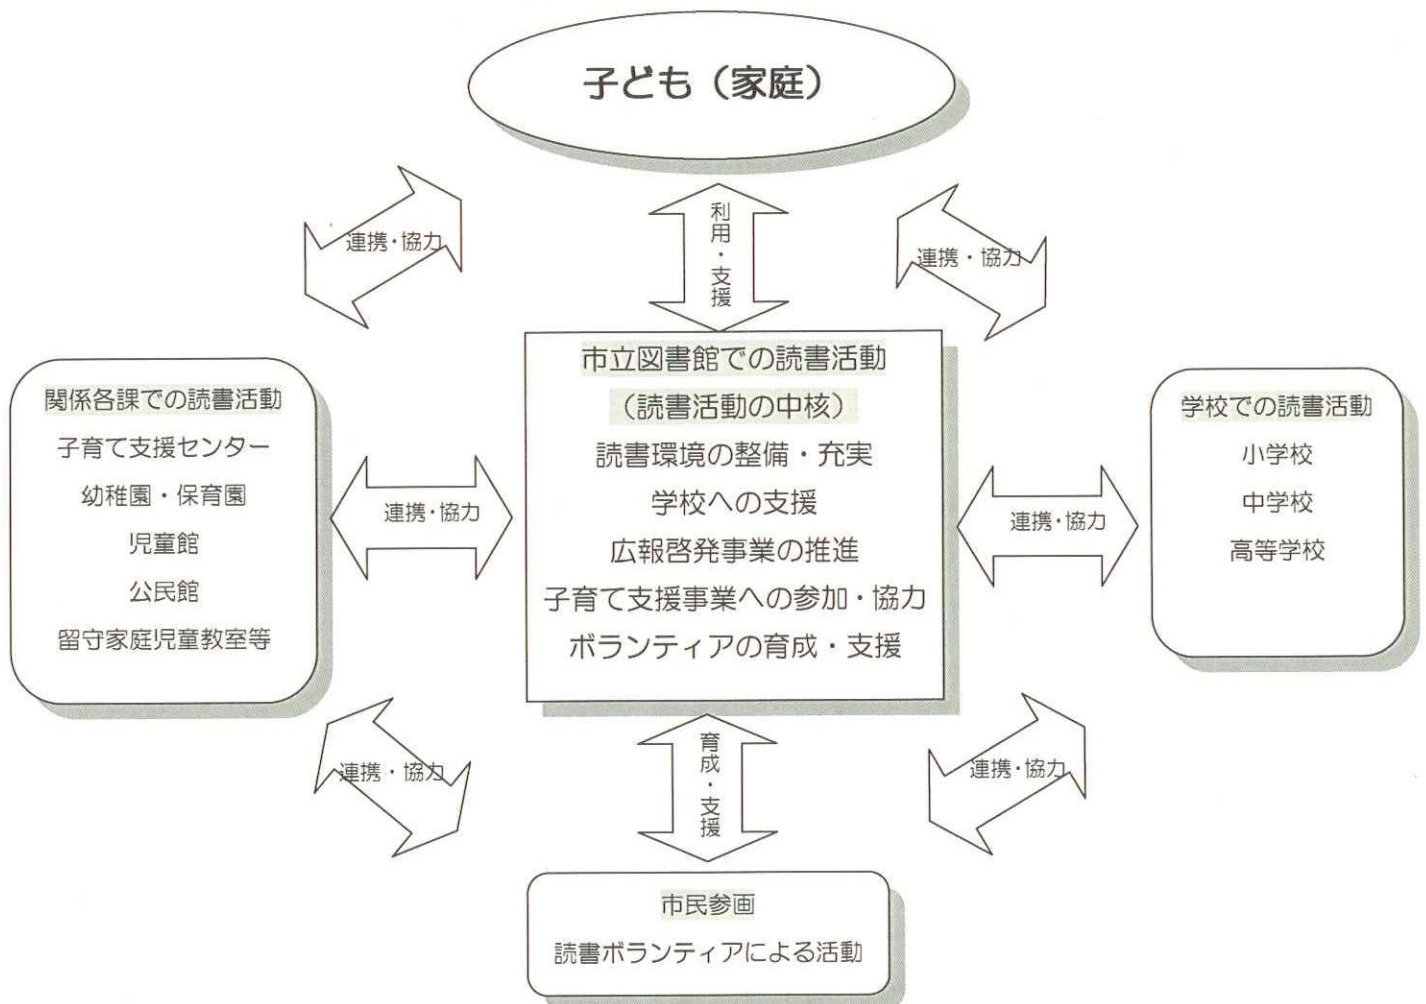 子ども（家庭）
連携・協力
利用・支援
連携・協力
市立図書館での読書活動
（読書活動の中核）
読書環境の整備・充実
学校への支援
広報啓発事業の推進
子育て支援事業への参加・協力
ボランティアの育成・支援
関係各課での読書活動
子育て支援センター
幼稚園・保育園
児童館
公民館
留守家庭児童教室等
連携・協力
連携・協力
学校での読書活動
小学校
中学校
高等学校
連携・協力
育成・支援
連携・協力
市民参画
読書ボランティアによる活動